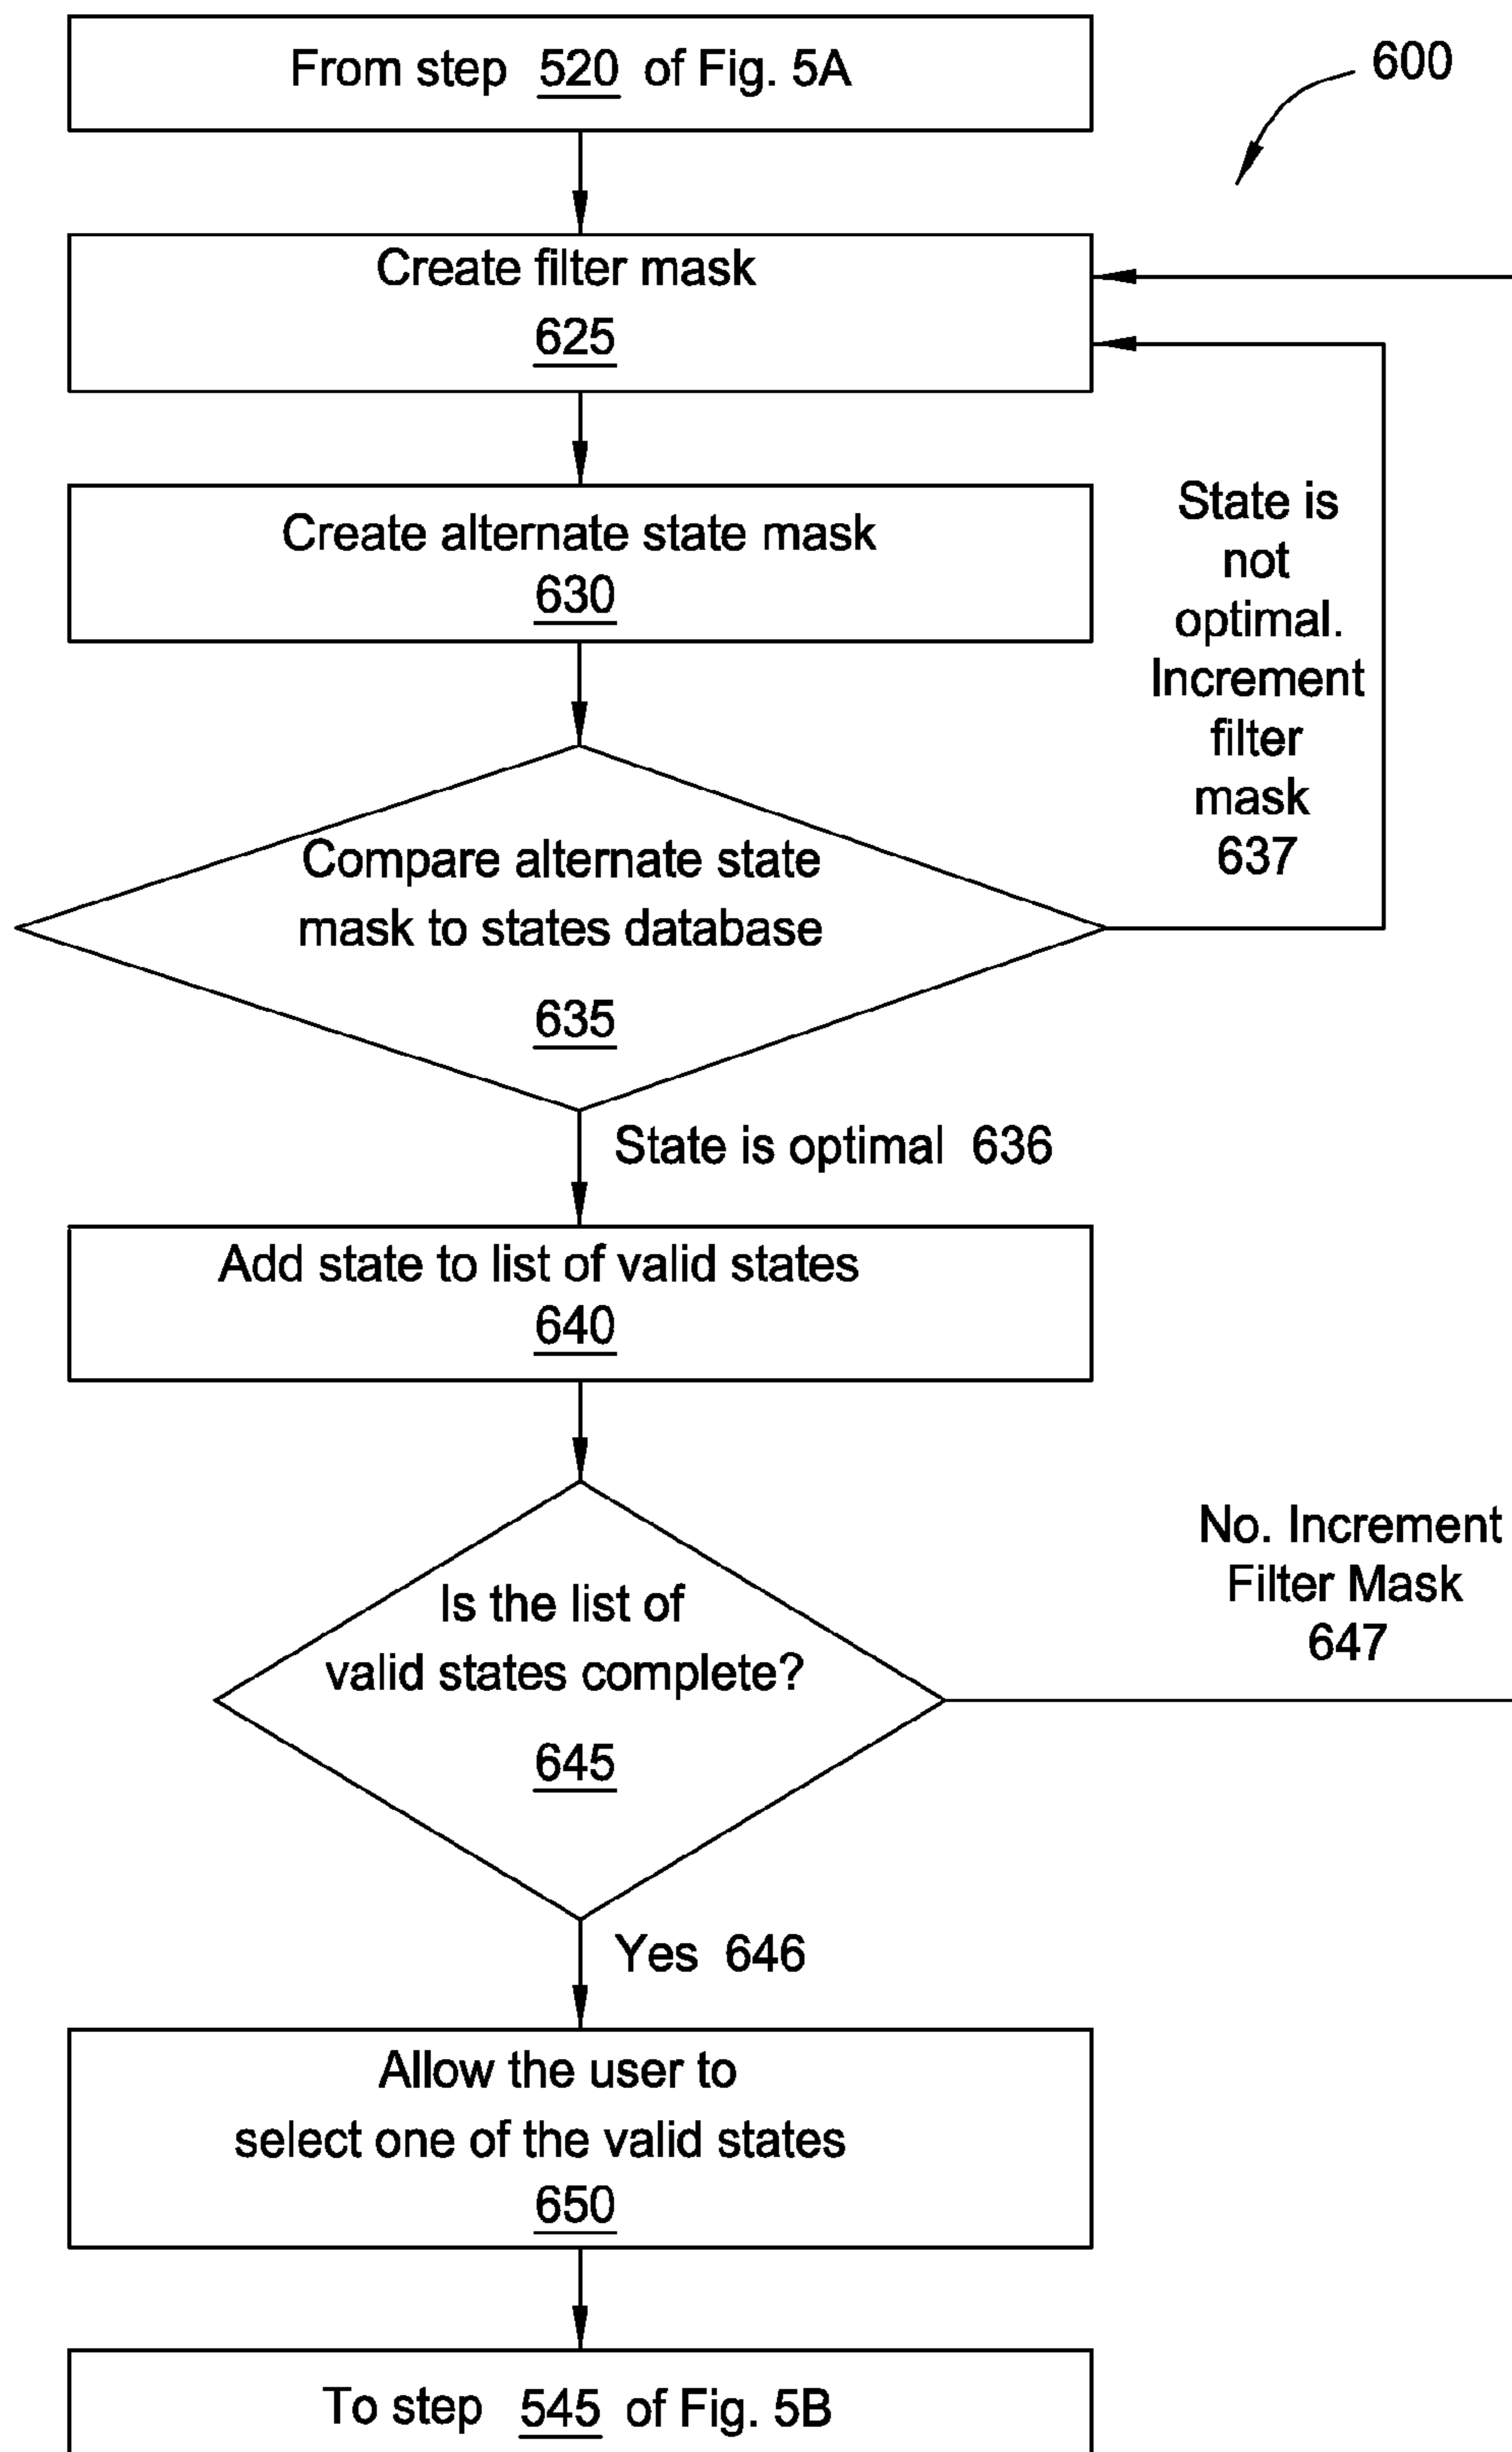 From step 520 of Fig. 5A
600
Create filter mask
625
Create alternate state mask
630
State is
not
optimal.
Increment
filter
mask
637
Compare alternate state
mask to states database
635
State is optimal 636
Add state to list of valid states
640
Is the list of
valid states complete?
645
No. Increment
Filter Mask
647
Yes 646
Allow the user to
select one of the valid states
650
To step 545 of Fig. 5B